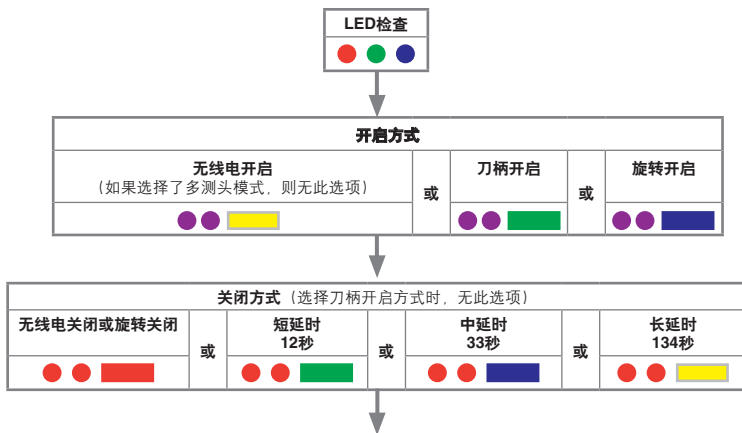 LED检查
开启方式
无线电开启
（如果选择了多测头模式，则无此选项）
或
刀柄开启
或
旋转开启
关闭方式（选择刀柄开启方式时，无此选项）
无线电关闭或旋转关闭
或
短延时
12秒
或
中延时
33秒
或
长延时
134秒